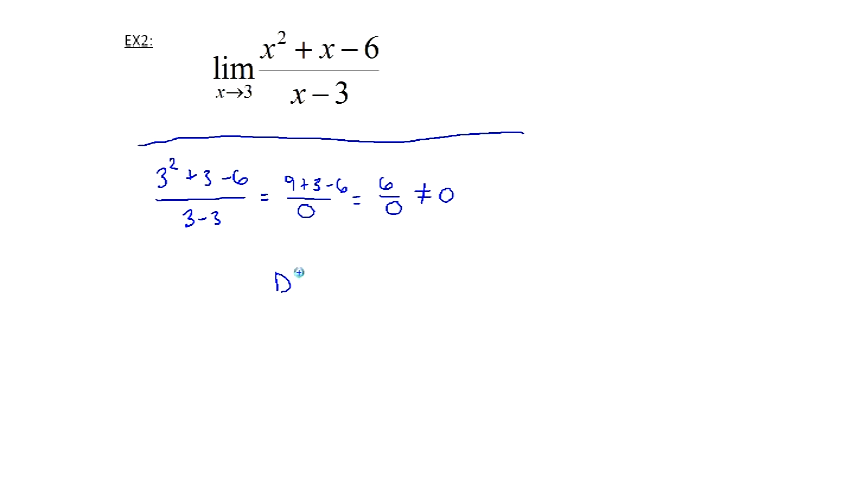 EX2:
lim x→3 (x² + x − 6)/(x − 3)
(3² + 3 − 6)/(3 − 3) = (9 + 3 − 6)/0 = 6/0 ≠ 0
D